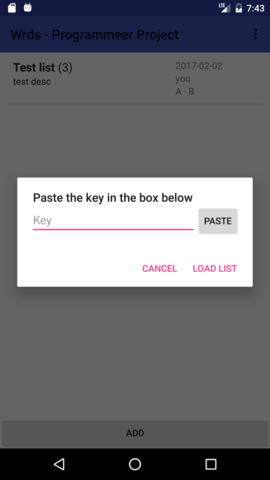 7:43
Wrds - Programmeer Project
Test list (3)
2017-02-02
test desc
you
A - B
Paste the key in the box below
Key
PASTE
CANCEL
LOAD LIST
ADD